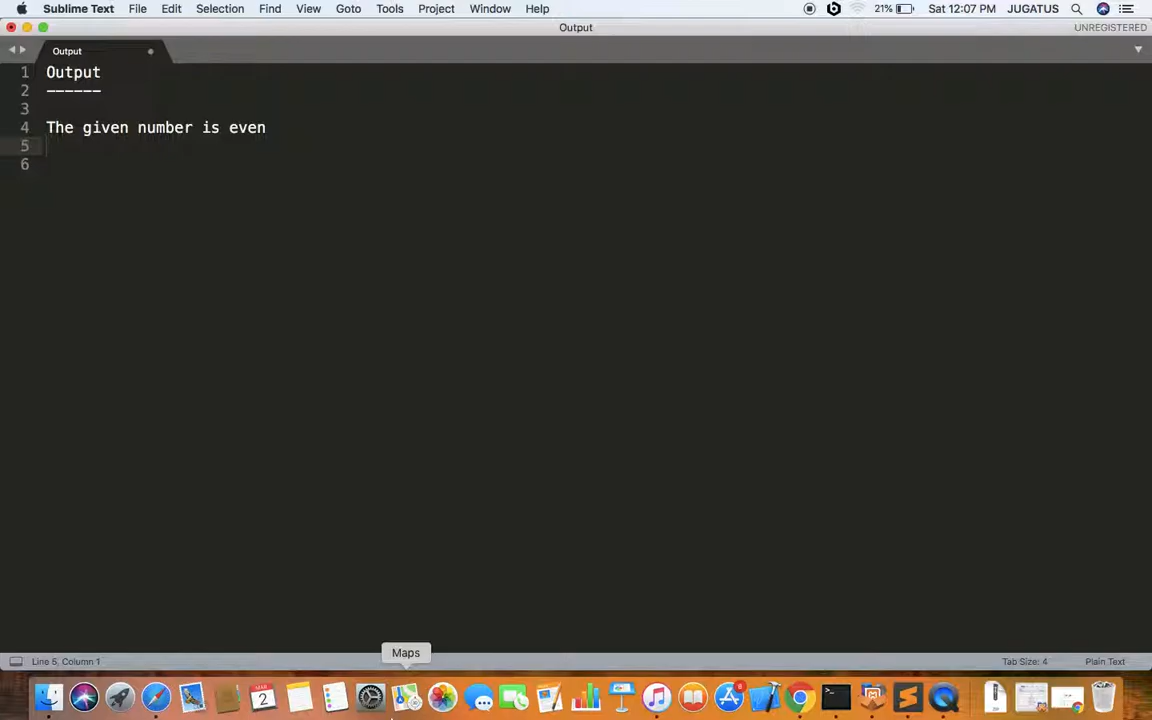 Sublime Text File Edit Selection Find View Goto Tools Project Window Help 21% Sat 12:07 PM JUGATUS
Output UNREGISTERED
Output
1 Output
2 ------
3
4 The given number is even
5
6
Maps
Line 5, Column 1 Tab Size: 4 Plain Text
MAR
2